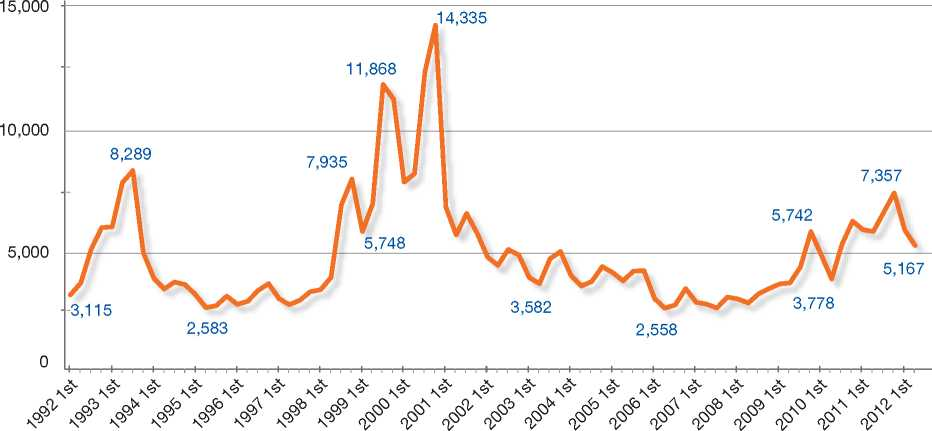 15,000
14,335
11,868
10,000
8,289
7,935
7,357
5,742
5,748
5,000
5,167
3,115
3,582
3,778
2,583
2,558
0
1992 1st
1993 1st
1994 1st
1995 1st
1996 1st
1997 1st
1998 1st
1999 1st
2000 1st
2001 1st
2002 1st
2003 1st
2004 1st
2005 1st
2006 1st
2007 1st
2008 1st
2009 1st
2010 1st
2011 1st
2012 1st